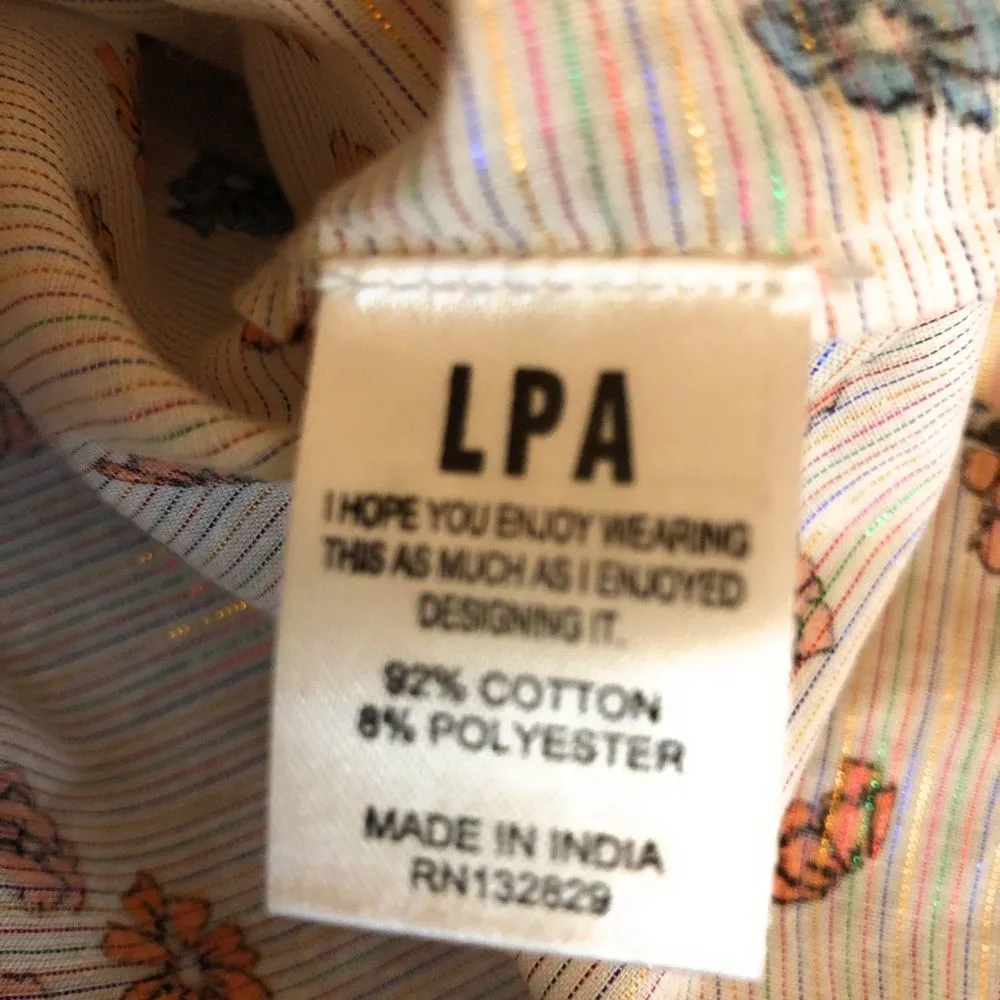 LPA
I HOPE YOU ENJOY WEARING
THIS AS MUCH AS I ENJOYED
DESIGNING IT.
92% COTTON
8% POLYESTER
MADE IN INDIA
RN132829